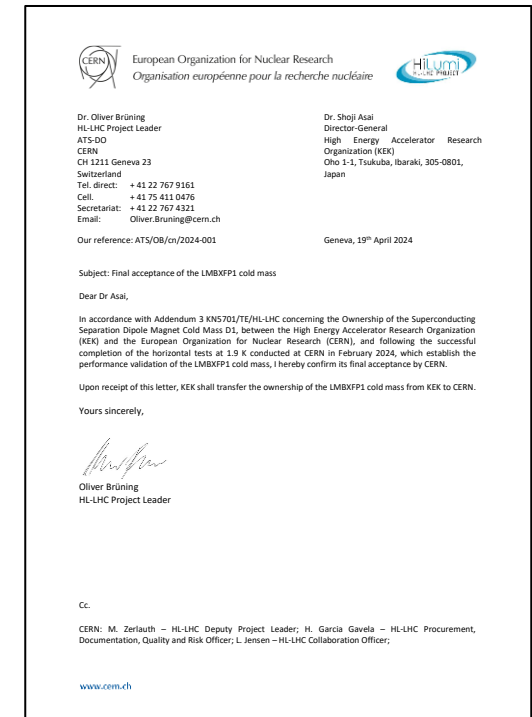 CERN
European Organization for Nuclear Research
Organisation européenne pour la recherche nucléaire
HiLumi
HL-LHC PROJECT
Dr. Oliver Brüning
HL-LHC Project Leader
ATS-DO
CERN
CH 1211 Geneva 23
Switzerland
Tel. direct: + 41 22 767 9161
Cell. + 41 75 411 0476
Secretariat: + 41 22 767 4321
Email: Oliver.Bruning@cern.ch
Dr. Shoji Asai
Director-General
High Energy Accelerator Research
Organization (KEK)
Oho 1-1, Tsukuba, Ibaraki, 305-0801,
Japan
Our reference: ATS/OB/cn/2024-001
Geneva, 19th April 2024
Subject: Final acceptance of the LMBXFP1 cold mass
Dear Dr Asai,
In accordance with Addendum 3 KN5701/TE/HL-LHC concerning the Ownership of the Superconducting
Separation Dipole Magnet Cold Mass D1, between the High Energy Accelerator Research Organization
(KEK) and the European Organization for Nuclear Research (CERN), and following the successful
completion of the horizontal tests at 1.9 K conducted at CERN in February 2024, which establish the
performance validation of the LMBXFP1 cold mass, I hereby confirm its final acceptance by CERN.
Upon receipt of this letter, KEK shall transfer the ownership of the LMBXFP1 cold mass from KEK to CERN.
Yours sincerely,
Oliver Brüning
HL-LHC Project Leader
Cc.
CERN: M. Zerlauth – HL-LHC Deputy Project Leader; H. Garcia Gavela – HL-LHC Procurement,
Documentation, Quality and Risk Officer; L. Jensen – HL-LHC Collaboration Officer;
www.cern.ch